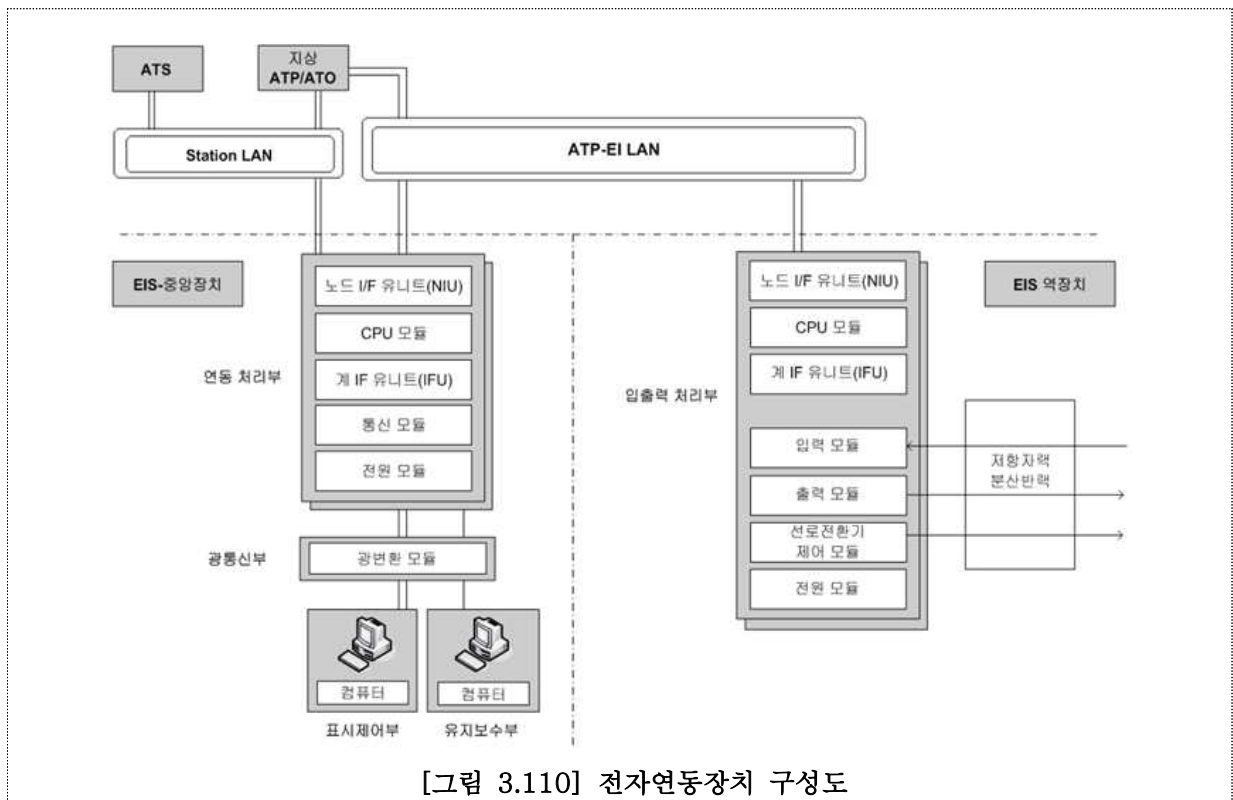 ATS
지상
ATP/ATO
Station LAN
ATP-EI LAN
EIS-중앙장치
연동 처리부
노드 I/F 유니트(NIU)
CPU 모듈
계 IF 유니트(IFU)
통신 모듈
전원 모듈
광통신부
광변환 모듈
컴퓨터
컴퓨터
표시제어부
유지보수부
EIS 역장치
입출력 처리부
노드 I/F 유니트(NIU)
CPU 모듈
계 IF 유니트(IFU)
입력 모듈
출력 모듈
선로전환기
제어 모듈
전원 모듈
저항자랙
분산반랙
[그림 3.110] 전자연동장치 구성도